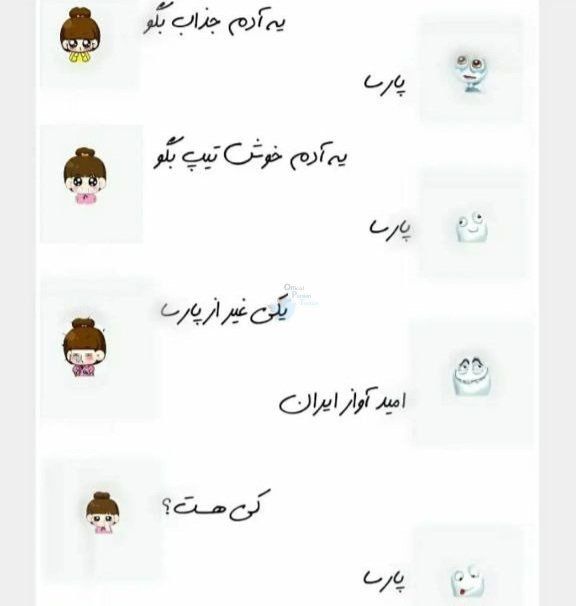 یه آدم جذاب بگو
پارسا
یه آدم خوش تیپ بگو
پارسا
یکی غیر از پارسا
امید آواز ایران
کی هست؟
پارسا